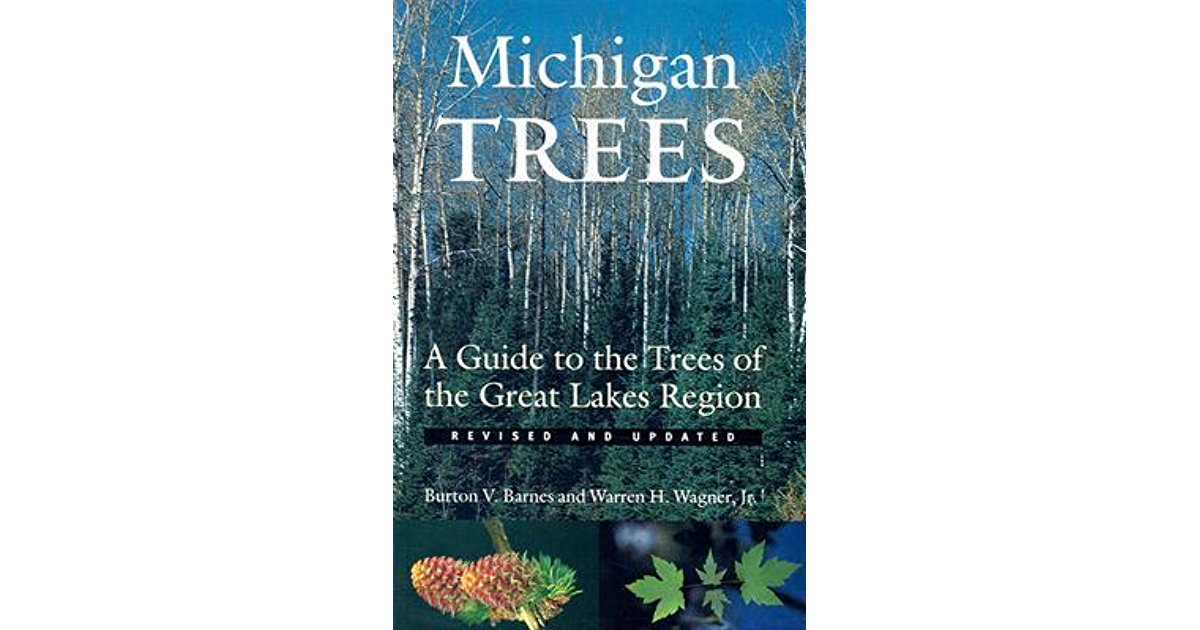 Michigan
TREES
A Guide to the Trees of
the Great Lakes Region
REVISED AND UPDATED
Burton V. Barnes and Warren H. Wagner, Jr.